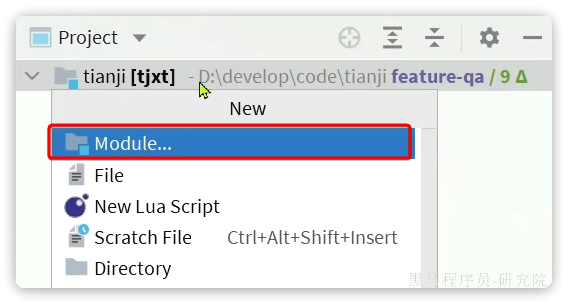 Project
tianji [tjxt] - D:\develop\code\tianji feature-qa / 9 Δ
New
Module...
File
New Lua Script
Scratch File Ctrl+Alt+Shift+Insert
Directory
黑马程序员-研究院